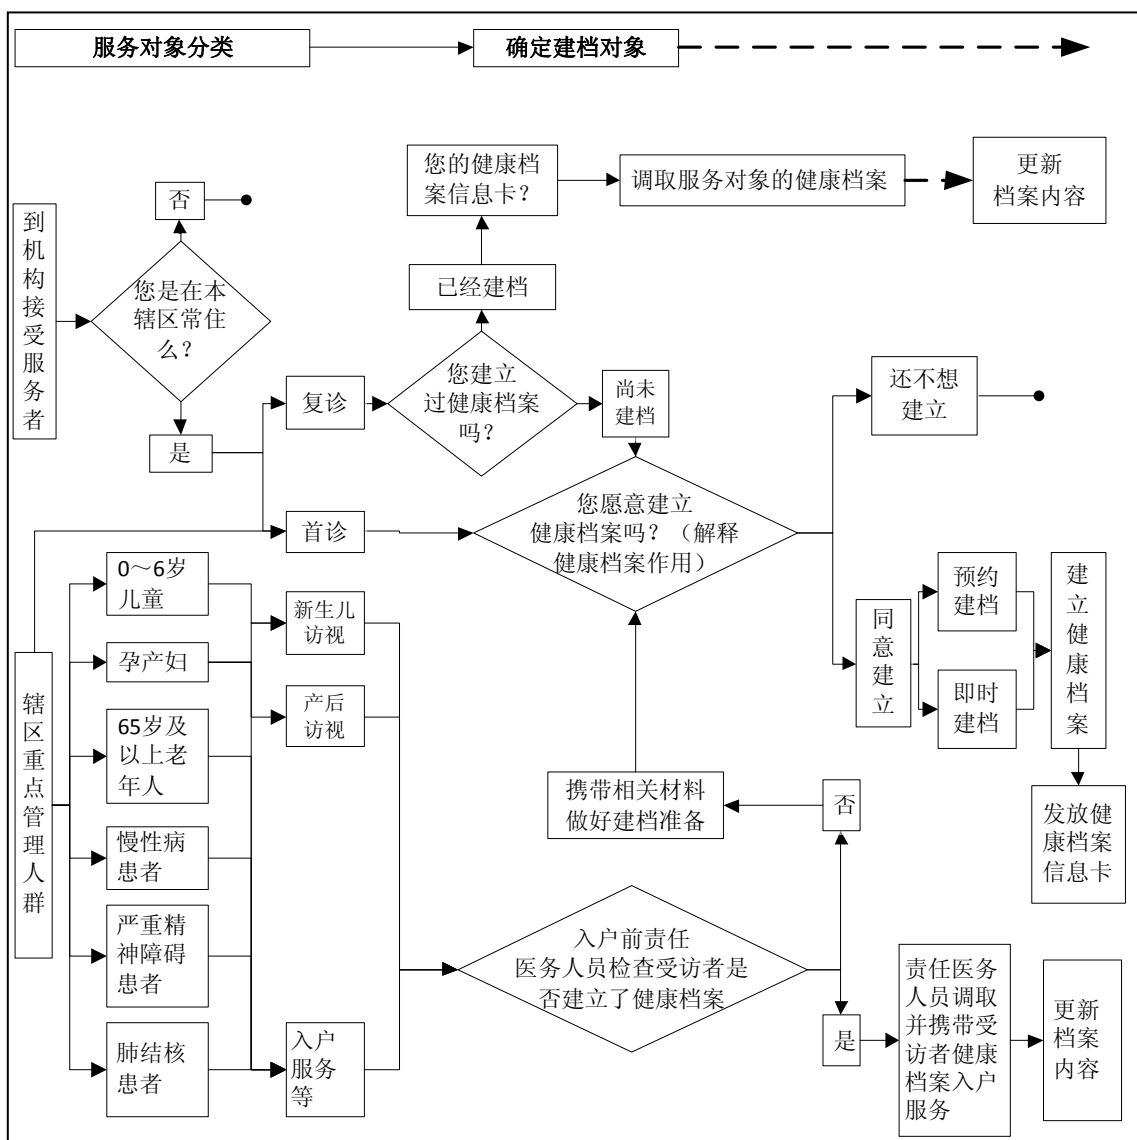 服务对象分类
确定建档对象
您的健康档
案信息卡？
调取服务对象的健康档案
更新
档案内容
否
到
机
构
接
受
服
务
者
您是在本
辖区常住
么？
是
已经建档
复诊
您建立
过健康档案
吗？
尚未
建档
还不想
建立
首诊
您愿意建立
健康档案吗？（解释
健康档案作用）
0～6岁
儿童
新生儿
访视
预约
建档
建
立
健
康
档
案
同
意
建
立
辖
区
重
点
管
理
人
群
孕产妇
产后
访视
即时
建档
65岁及
以上老
年人
携带相关材料
做好建档准备
否
发放健
康档案
信息卡
慢性病
患者
严重精
神障碍
患者
入户前责任
医务人员检查受访者是
否建立了健康档案
责任医务
人员调取
并携带受
访者健康
档案入户
服务
更新
档案
内容
是
肺结核
患者
入户
服务
等